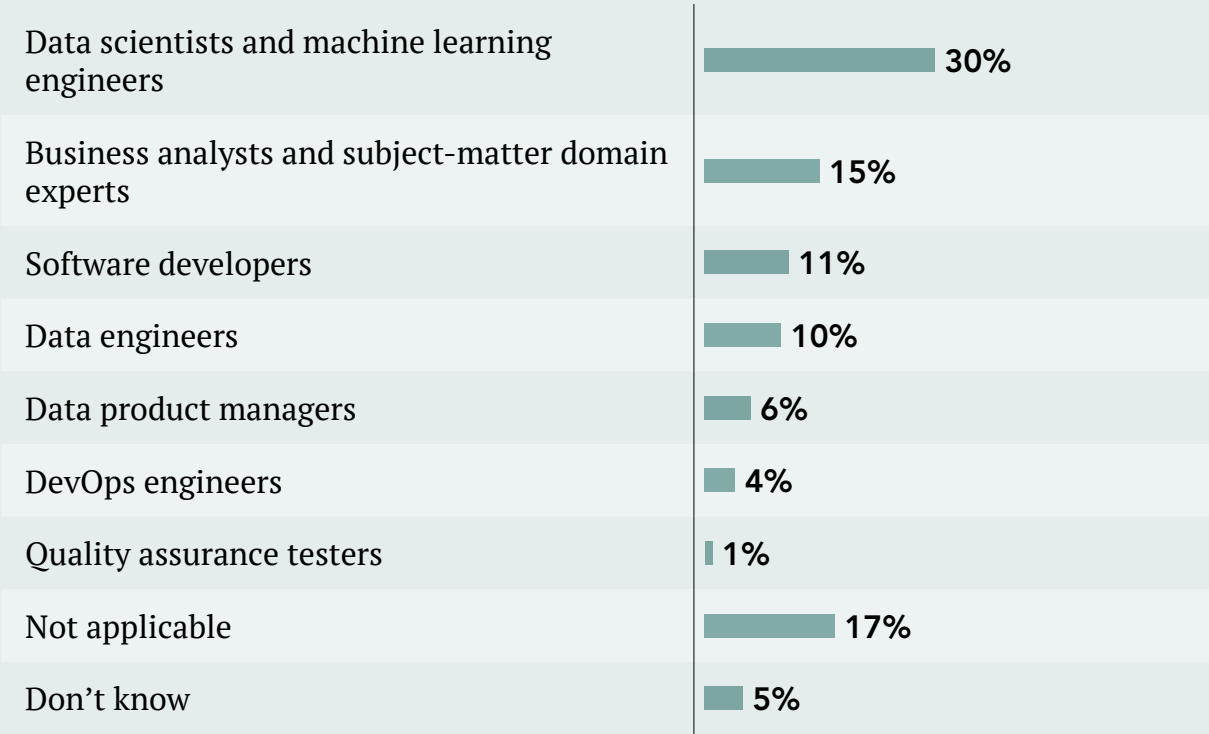 Data scientists and machine learning
engineers
30%
Business analysts and subject-matter domain
experts
15%
Software developers
11%
Data engineers
10%
Data product managers
6%
DevOps engineers
4%
Quality assurance testers
1%
Not applicable
17%
Don’t know
5%